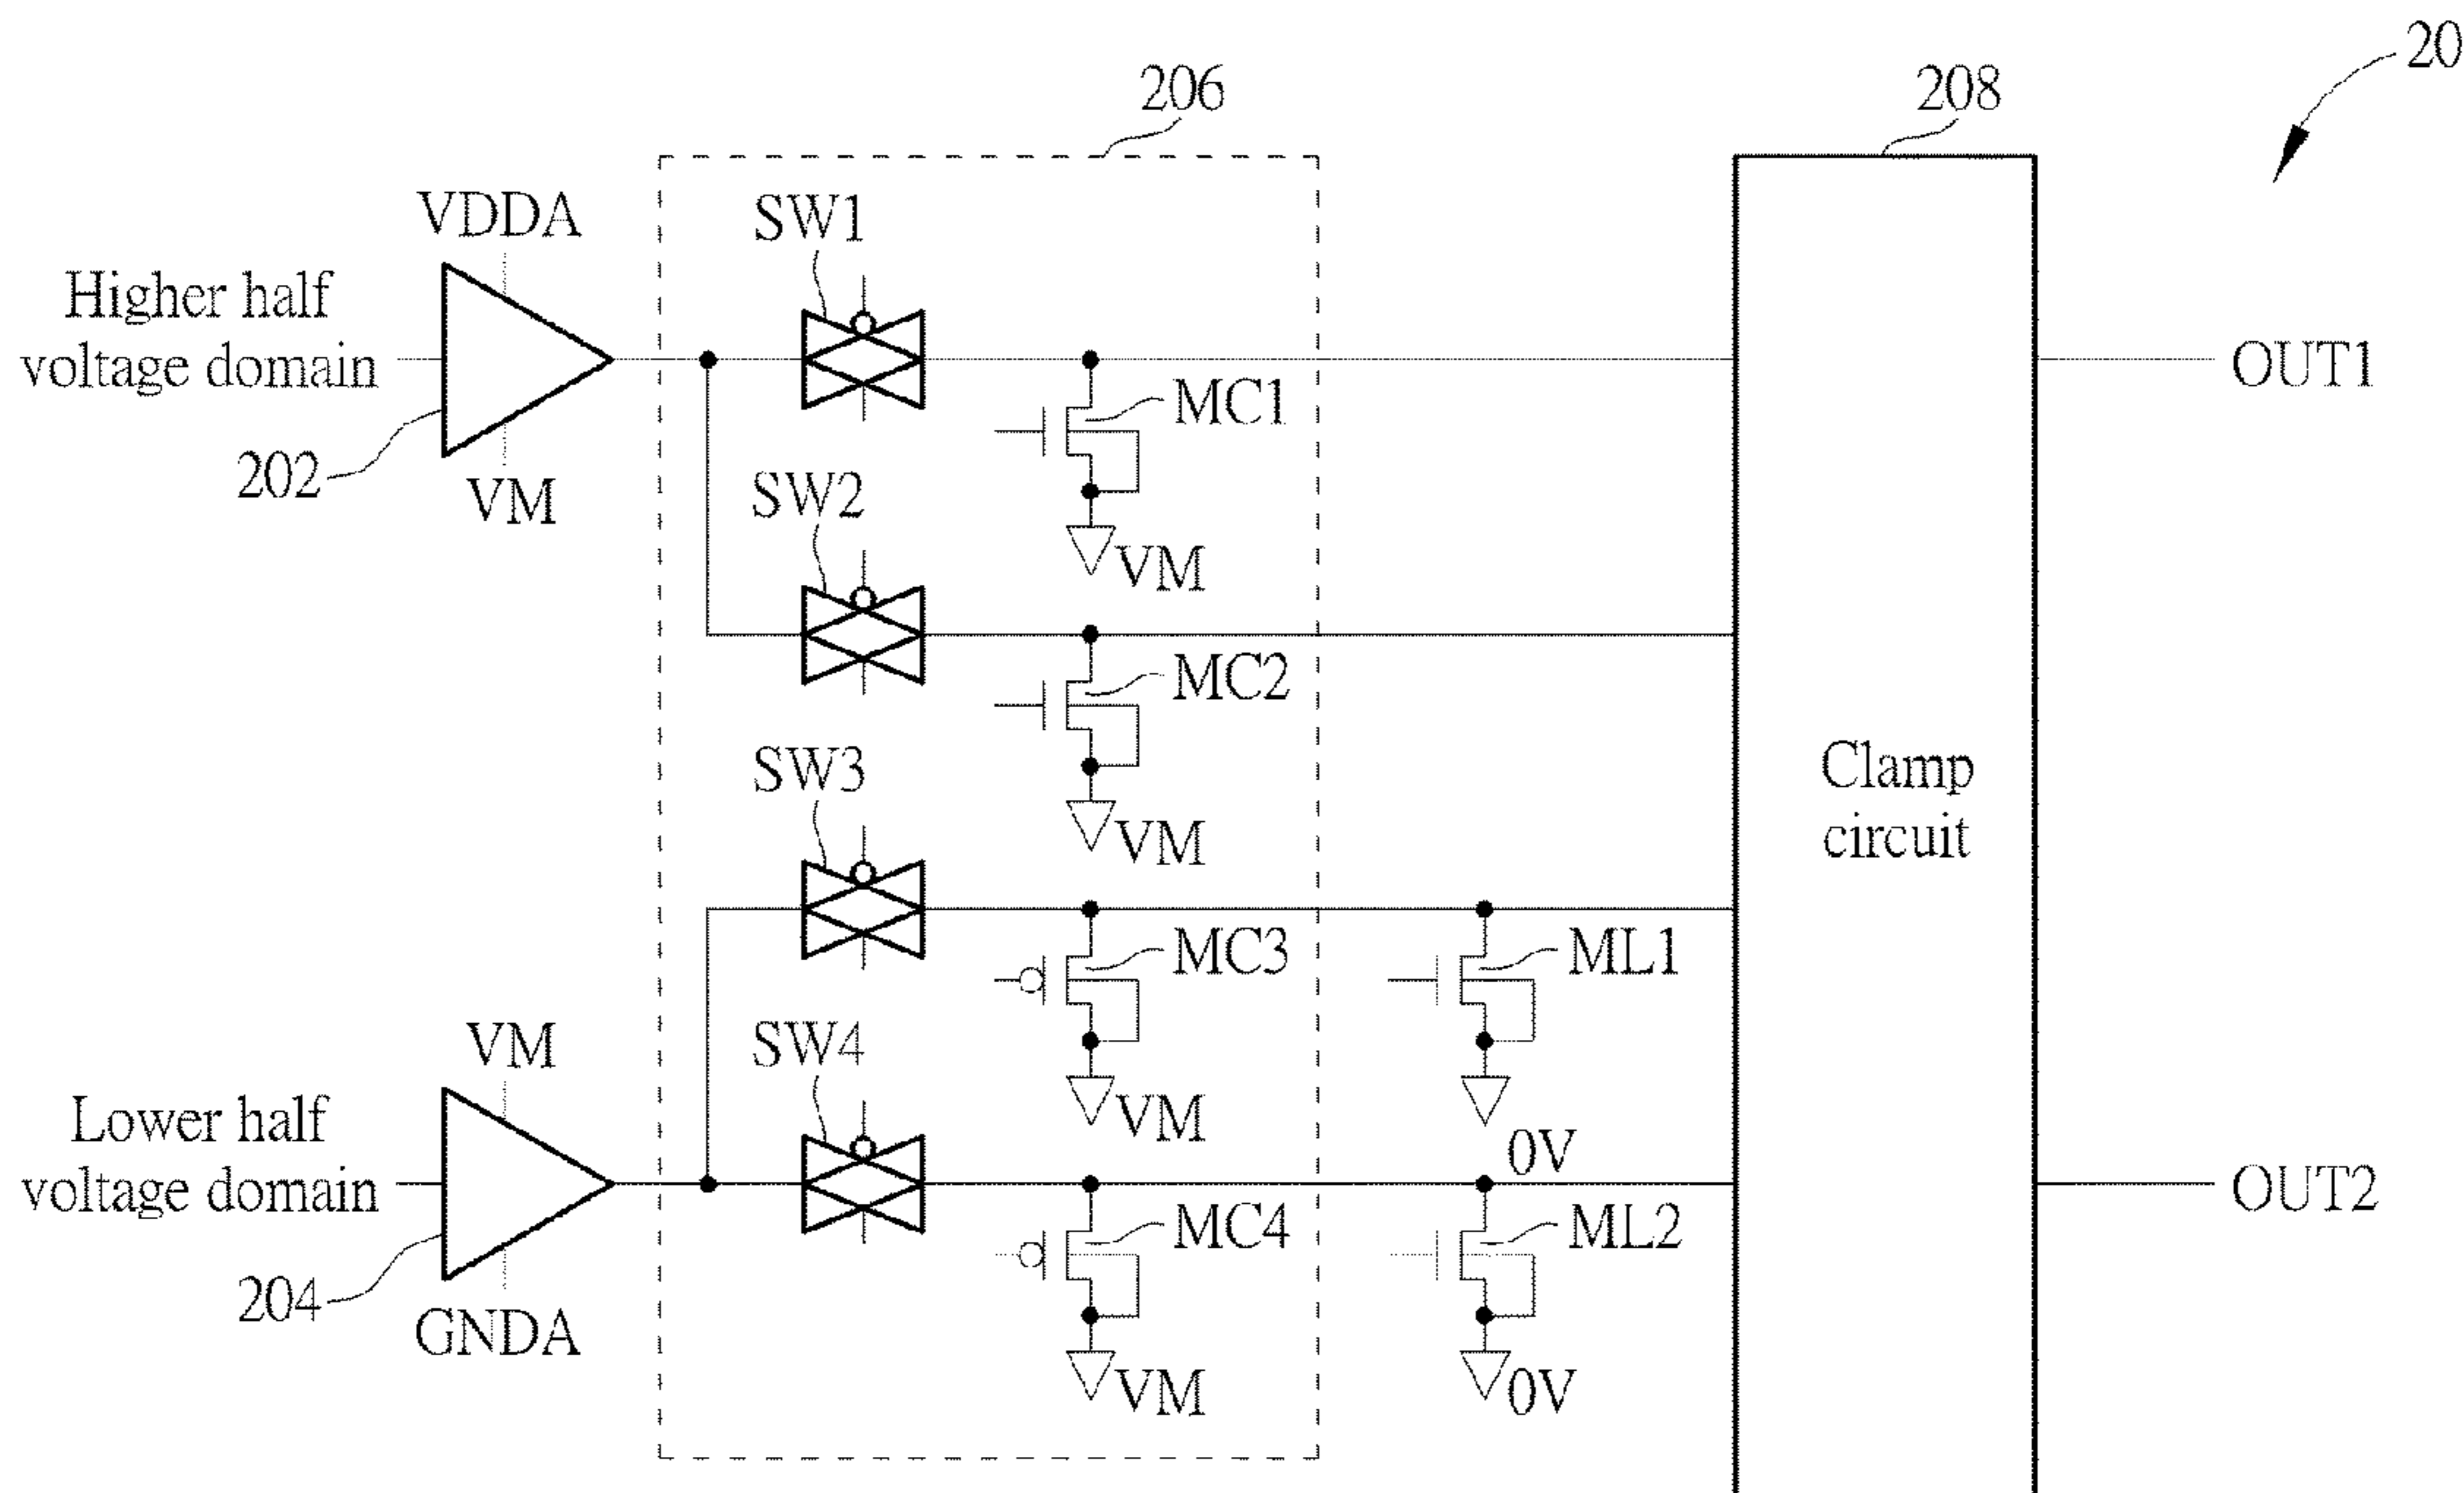 20
206
208
VDDA
SW1
Higher half
voltage domain
OUT1
MC1
202
VM
SW2
VM
MC2
SW3
Clamp
circuit
VM
MC3
ML1
VM
SW4
Lower half
voltage domain
VM
0V
OUT2
MC4
ML2
204
GNDA
VM
0V